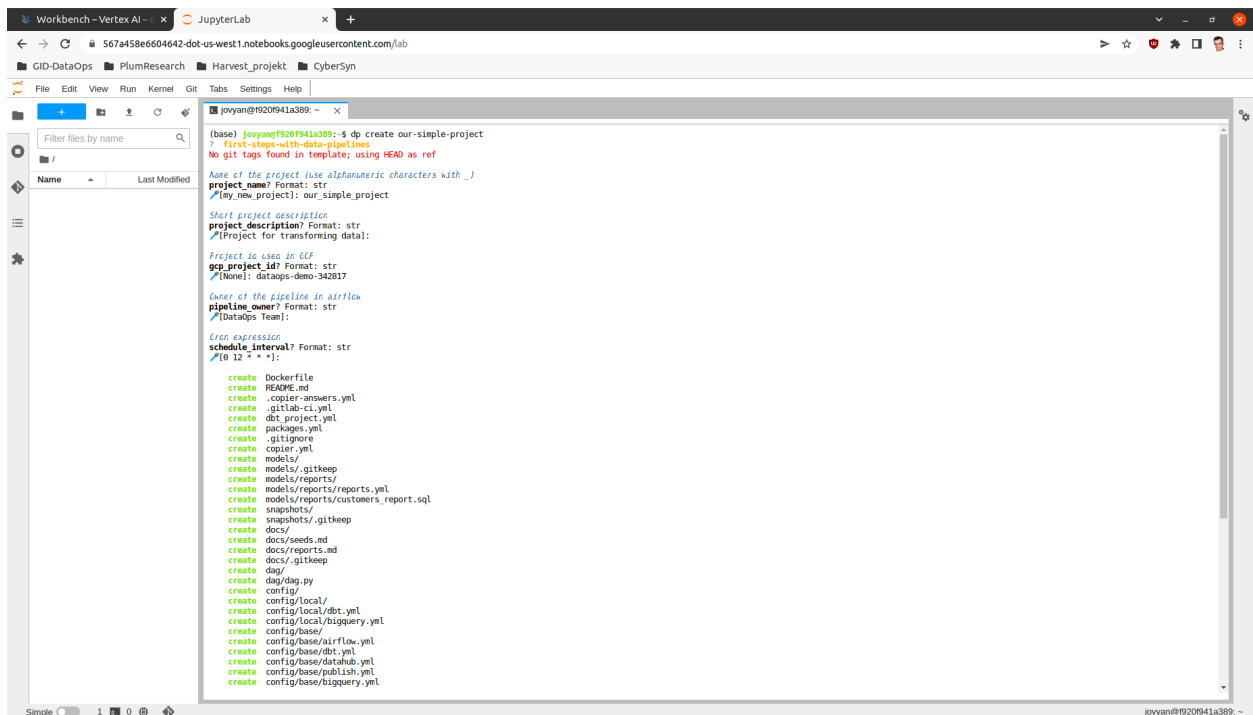 Workbench – Vertex AI – 
JupyterLab
567a458e6604642-dot-us-west1.notebooks.googleusercontent.com/lab
GID-DataOps PlumResearch Harvest_projekt CyberSyn
File Edit View Run Kernel Git Tabs Settings Help
jovyan@f920f941a389: ~
Filter files by name
/
Name Last Modified
(base) jovyan@f920f941a389:~$ dp create our-simple-project
? first-steps-with-data-pipelines
No git tags found in template; using HEAD as ref
Name of the project (use alphanumeric characters with _)
project_name? Format: str
[my_new_project]: our_simple_project
Short project description
project_description? Format: str
[Project for transforming data]:
Project id used in GCP
gcp_project_id? Format: str
[None]: dataops-demo-342817
Owner of the pipeline in airflow
pipeline_owner? Format: str
[DataOps Team]:
Cron expression
schedule_interval? Format: str
[0 12 * * *]:
create Dockerfile
create README.md
create .copier-answers.yml
create .gitlab-ci.yml
create dbt_project.yml
create packages.yml
create .gitignore
create copier.yml
create models/
create models/.gitkeep
create models/reports/
create models/reports/reports.yml
create models/reports/customers_report.sql
create snapshots/
create snapshots/.gitkeep
create docs/
create docs/seeds.md
create docs/reports.md
create docs/.gitkeep
create dag/
create dag/dag.py
create config/
create config/local/
create config/local/dbt.yml
create config/local/bigquery.yml
create config/base/
create config/base/airflow.yml
create config/base/dbt.yml
create config/base/datahub.yml
create config/base/publish.yml
create config/base/bigquery.yml
Simple 1 0
jovyan@f920f941a389: ~